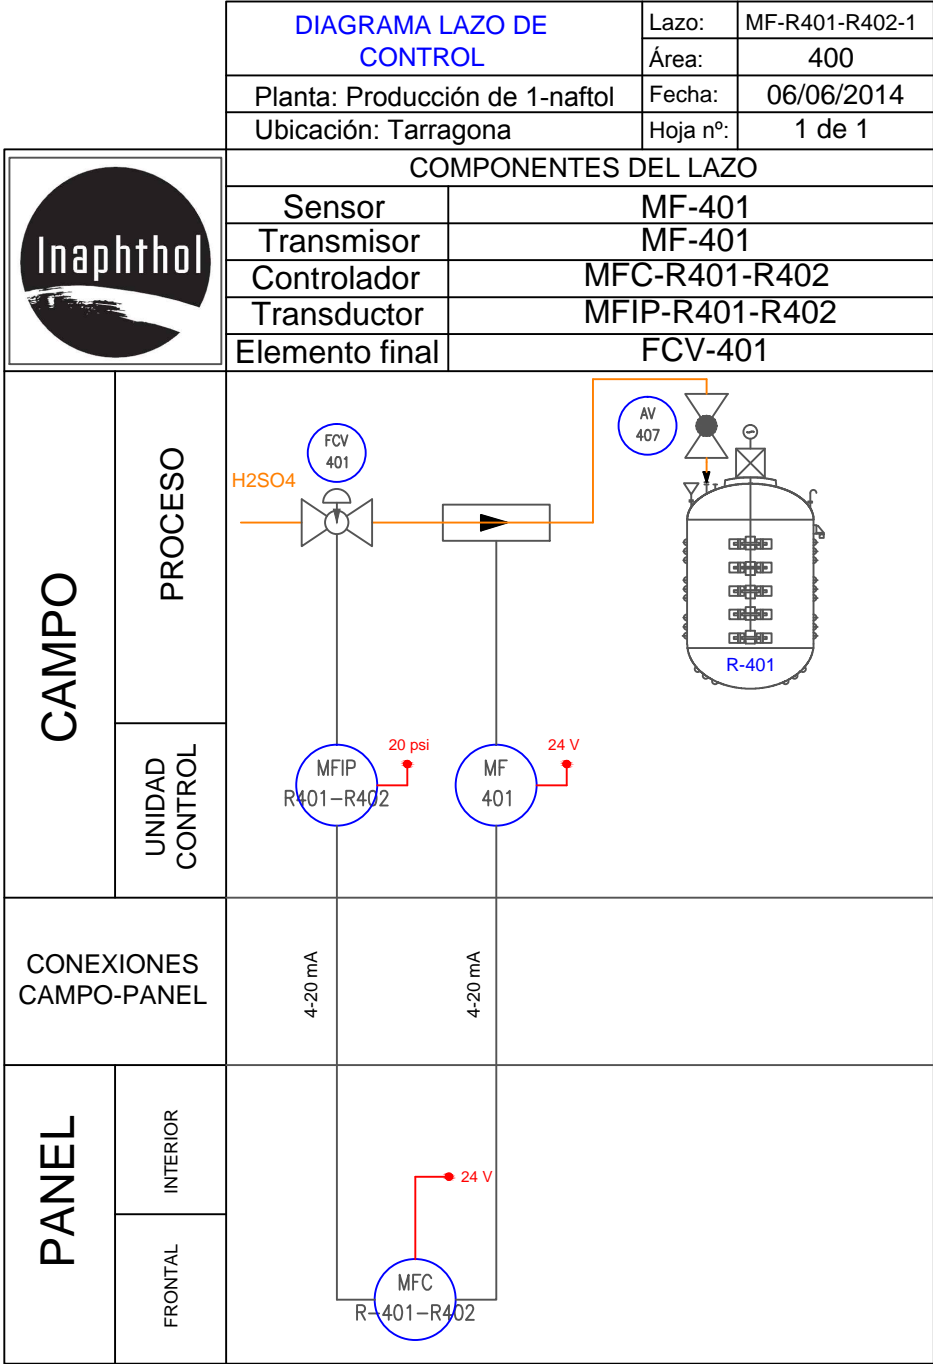 DIAGRAMA LAZO DE
CONTROL
Lazo: MF-R401-R402-1
Área: 400
Planta: Producción de 1-naftol
Fecha: 06/06/2014
Ubicación: Tarragona
Hoja nº: 1 de 1
Inaphthol
COMPONENTES DEL LAZO
Sensor MF-401
Transmisor MF-401
Controlador MFC-R401-R402
Transductor MFIP-R401-R402
Elemento final FCV-401
CAMPO
PROCESO
FCV
401
H2SO4
AV
407
R-401
UNIDAD
CONTROL
MFIP
R401-R402
20 psi
MF
401
24 V
CONEXIONES
CAMPO-PANEL
4-20 mA
4-20 mA
PANEL
INTERIOR
24 V
FRONTAL
MFC
R-401-R402